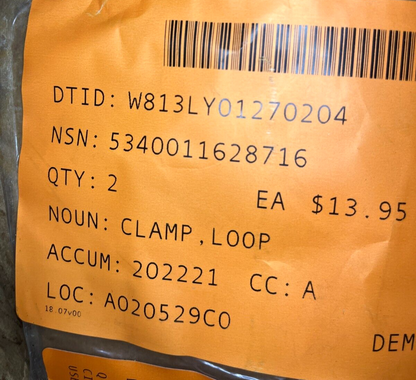 DTID: W813LY01270204
NSN: 5340011628716
QTY: 2 EA $13.95
NOUN: CLAMP,LOOP
ACCUM: 202221 CC: A
LOC: A020529C0
18.07v00
DEM